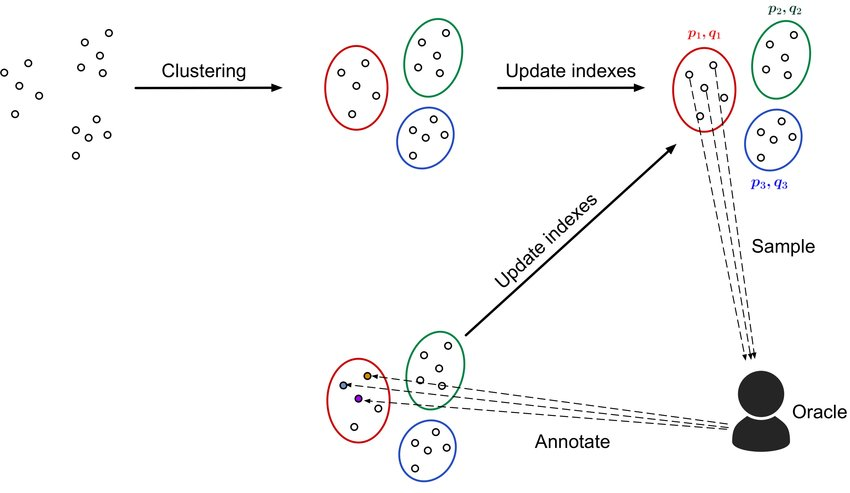 Clustering
Update indexes
p₁, q₁
p₂, q₂
p₃, q₃
Sample
Update indexes
Oracle
Annotate